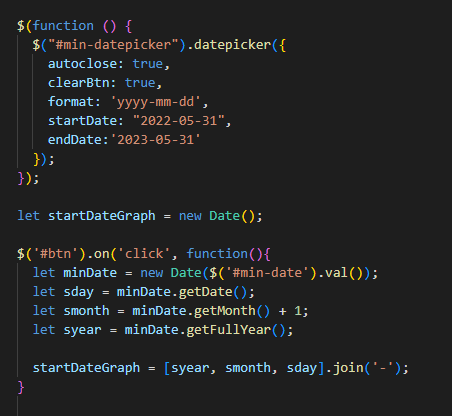 $(function () {
  $("#min-datepicker").datepicker({
    autoclose: true,
    clearBtn: true,
    format: 'yyyy-mm-dd',
    startDate: "2022-05-31",
    endDate:'2023-05-31'
  });
});

let startDateGraph = new Date();

$('#btn').on('click', function(){
  let minDate = new Date($('#min-date').val());
  let sday = minDate.getDate();
  let smonth = minDate.getMonth() + 1;
  let syear = minDate.getFullYear();

  startDateGraph = [syear, smonth, sday].join('-');
}